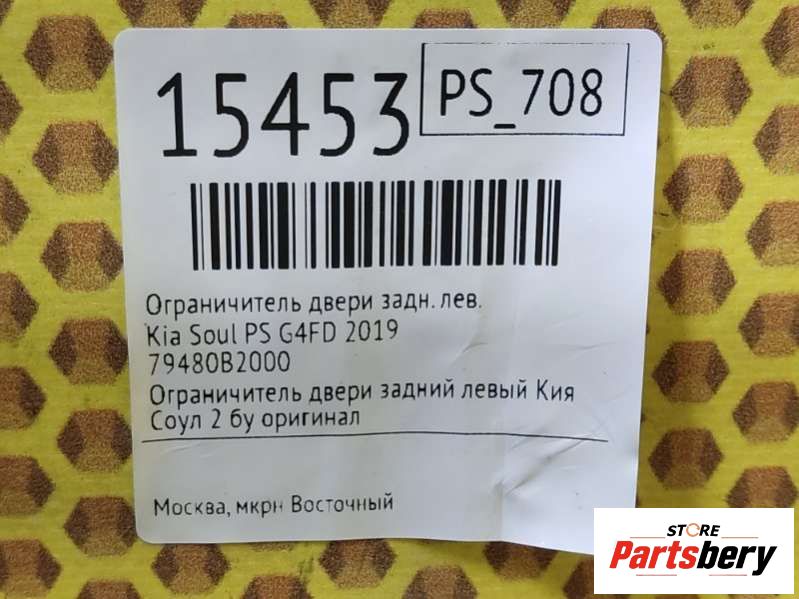 15453
PS_708
Ограничитель двери задн. лев.
Kia Soul PS G4FD 2019
79480B2000
Ограничитель двери задний левый Кия
Соул 2 бу оригинал
Москва, мкрн Восточный
STORE
Partsbery